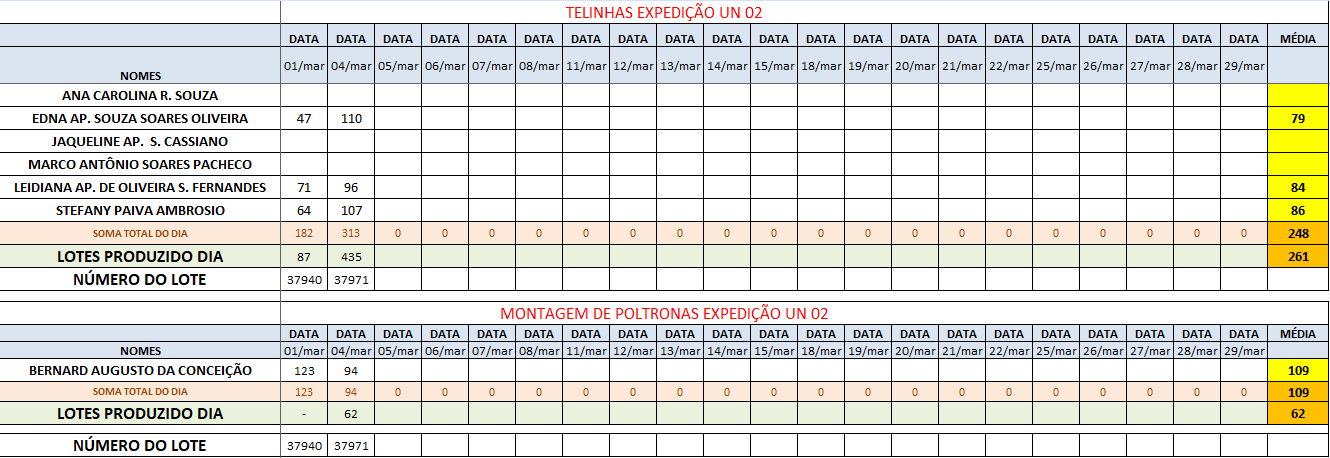 TELINHAS EXPEDIÇÃO UN 02
DATA DATA DATA DATA DATA DATA DATA DATA DATA DATA DATA DATA DATA DATA DATA DATA DATA DATA DATA DATA DATA MÉDIA
NOMES 01/mar 04/mar 05/mar 06/mar 07/mar 08/mar 11/mar 12/mar 13/mar 14/mar 15/mar 18/mar 19/mar 20/mar 21/mar 22/mar 25/mar 26/mar 27/mar 28/mar 29/mar
ANA CAROLINA R. SOUZA
EDNA AP. SOUZA SOARES OLIVEIRA 47 110 79
JAQUELINE AP. S. CASSIANO
MARCO ANTÔNIO SOARES PACHECO
LEIDIANA AP. DE OLIVEIRA S. FERNANDES 71 96 84
STEFANY PAIVA AMBROSIO 64 107 86
SOMA TOTAL DO DIA 182 313 0 0 0 0 0 0 0 0 0 0 0 0 0 0 0 0 0 0 0 248
LOTES PRODUZIDO DIA 87 435 261
NÚMERO DO LOTE 37940 37971
MONTAGEM DE POLTRONAS EXPEDIÇÃO UN 02
DATA DATA DATA DATA DATA DATA DATA DATA DATA DATA DATA DATA DATA DATA DATA DATA DATA DATA DATA DATA DATA MÉDIA
NOMES 01/mar 04/mar 05/mar 06/mar 07/mar 08/mar 11/mar 12/mar 13/mar 14/mar 15/mar 18/mar 19/mar 20/mar 21/mar 22/mar 25/mar 26/mar 27/mar 28/mar 29/mar
BERNARD AUGUSTO DA CONCEIÇÃO 123 94 109
SOMA TOTAL DO DIA 123 94 0 0 0 0 0 0 0 0 0 0 0 0 0 0 0 0 0 0 0 109
LOTES PRODUZIDO DIA - 62 62
NÚMERO DO LOTE 37940 37971